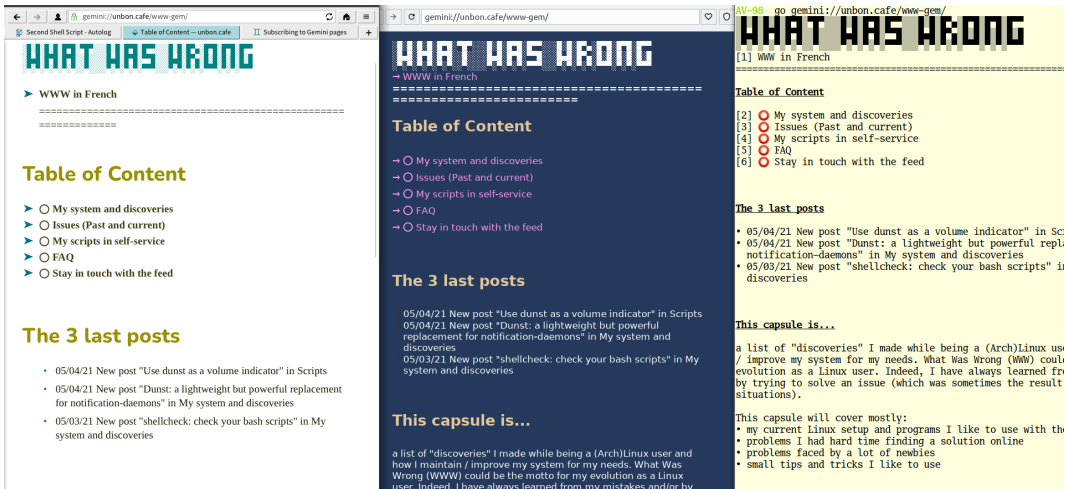 gemini://unbon.cafe/www-gem/
Second Shell Script - Autolog
Table of Content — unbon.cafe
Subscribing to Gemini pages
WHAT WAS WRONG
WWW in French
===================================================
=============
Table of Content
My system and discoveries
Issues (Past and current)
My scripts in self-service
FAQ
Stay in touch with the feed
The 3 last posts
• 05/04/21 New post "Use dunst as a volume indicator" in Scripts
• 05/04/21 New post "Dunst: a lightweight but powerful replacement
for notification-daemons" in My system and discoveries
• 05/03/21 New post "shellcheck: check your bash scripts" in My
system and discoveries
gemini://unbon.cafe/www-gem/
WHAT WAS WRONG
→ WWW in French
========================================
========================
Table of Content
→ My system and discoveries
→ Issues (Past and current)
→ My scripts in self-service
→ FAQ
→ Stay in touch with the feed
The 3 last posts
05/04/21 New post "Use dunst as a volume indicator" in Scripts
05/04/21 New post "Dunst: a lightweight but powerful
replacement for notification-daemons" in My system and
discoveries
05/03/21 New post "shellcheck: check your bash scripts" in My
system and discoveries
This capsule is...
a list of "discoveries" I made while being a (Arch)Linux user and
how I maintain / improve my system for my needs. What Was
Wrong (WWW) could be the motto for my evolution as a Linux
user. Indeed, I have always learned from my mistakes and/or by
AV-98 go gemini://unbon.cafe/www-gem/
WHAT WAS WRONG
[1] WWW in French
=======================================================
Table of Content
[2] ⭕ My system and discoveries
[3] ⭕ Issues (Past and current)
[4] ⭕ My scripts in self-service
[5] ⭕ FAQ
[6] ⭕ Stay in touch with the feed
The 3 last posts
• 05/04/21 New post "Use dunst as a volume indicator" in Scr
• 05/04/21 New post "Dunst: a lightweight but powerful repla
notification-daemons" in My system and discoveries
• 05/03/21 New post "shellcheck: check your bash scripts" in
discoveries
This capsule is...
a list of "discoveries" I made while being a (Arch)Linux use
/ improve my system for my needs. What Was Wrong (WWW) could
evolution as a Linux user. Indeed, I have always learned fro
by trying to solve an issue (which was sometimes the result
situations).
This capsule will cover mostly:
• my current Linux setup and programs I like to use with the
• problems I had hard time finding a solution online
• problems faced by a lot of newbies
• small tips and tricks I like to use